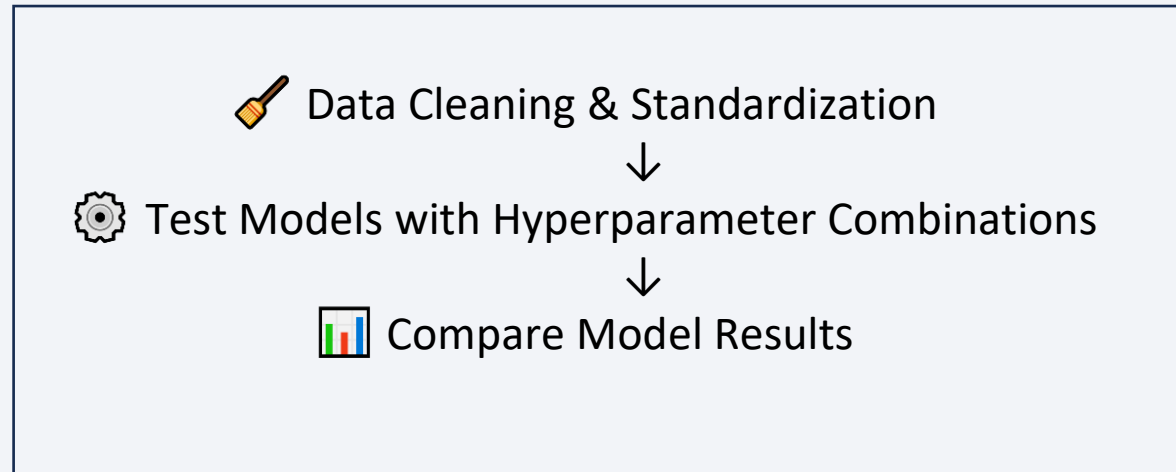 Data Cleaning & Standardization
↓
Test Models with Hyperparameter Combinations
↓
Compare Model Results